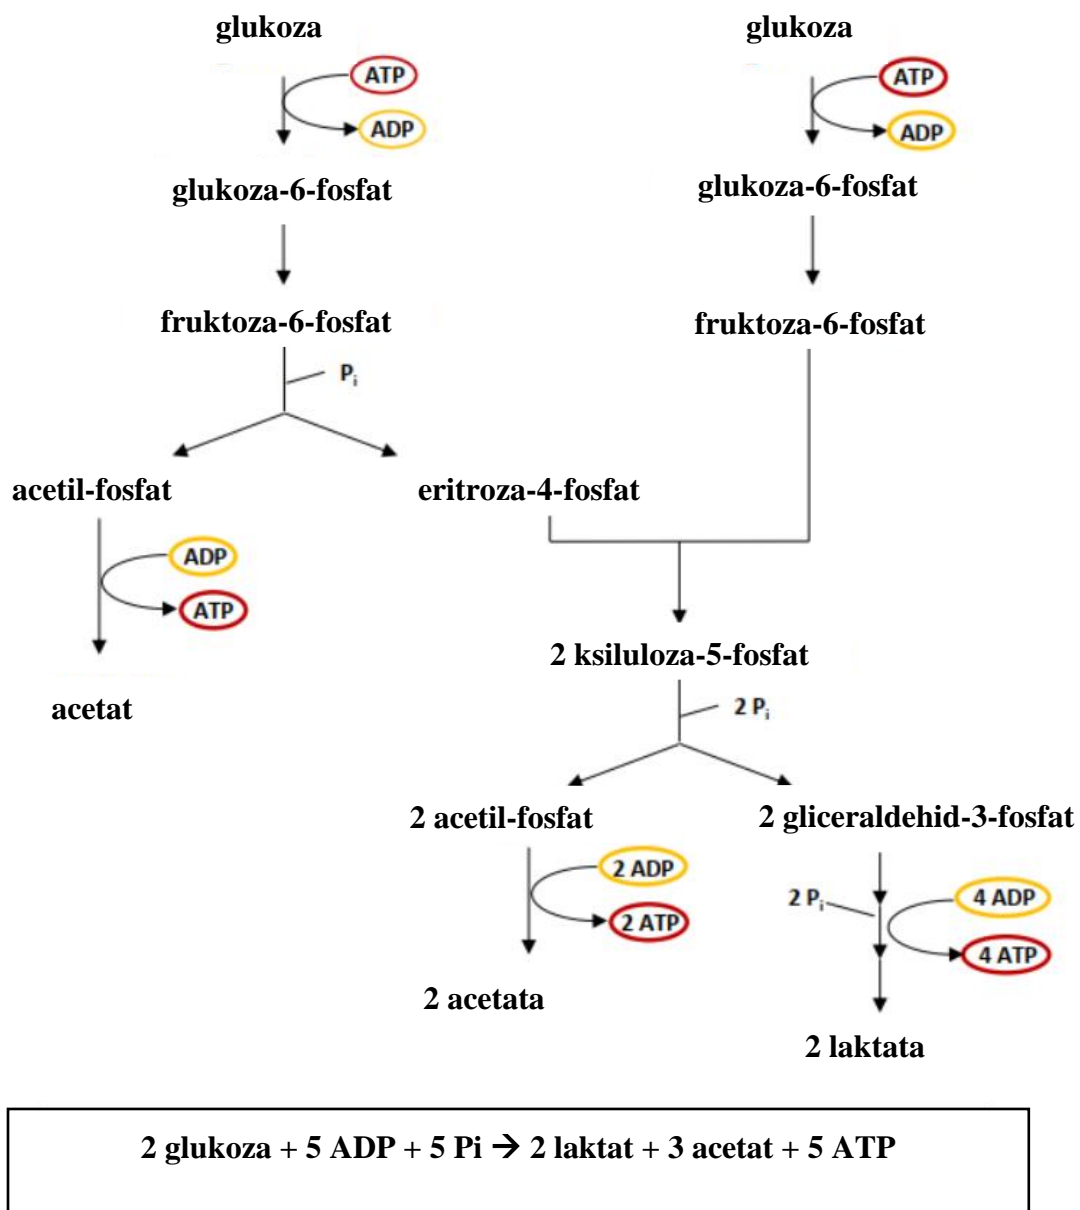 glukoza glukoza
ATP ATP
ADP ADP
glukoza-6-fosfat glukoza-6-fosfat
fruktoza-6-fosfat fruktoza-6-fosfat
Pi
acetil-fosfat eritroza-4-fosfat
ADP
ATP
2 ksiluloza-5-fosfat
acetat 2 Pi
2 acetil-fosfat 2 gliceraldehid-3-fosfat
2 ADP
2 Pi 4 ADP
2 ATP
4 ATP
2 acetata
2 laktata
2 glukoza + 5 ADP + 5 Pi → 2 laktat + 3 acetat + 5 ATP